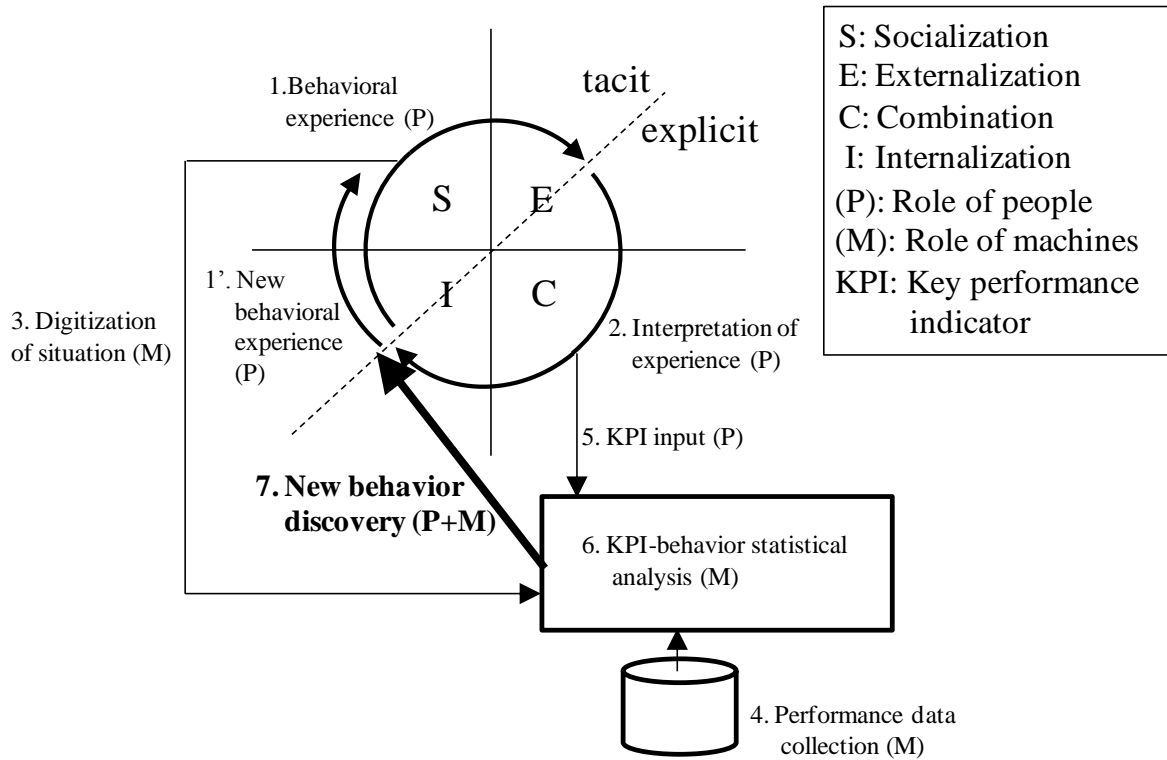 1.Behavioral
experience (P)
tacit
explicit
S
E
I
C
1’. New
behavioral
experience
(P)
2. Interpretation of
experience (P)
3. Digitization
of situation (M)
5. KPI input (P)
7. New behavior
discovery (P+M)
6. KPI-behavior statistical
analysis (M)
4. Performance data
collection (M)
S: Socialization
E: Externalization
C: Combination
I: Internalization
(P): Role of people
(M): Role of machines
KPI: Key performance
indicator